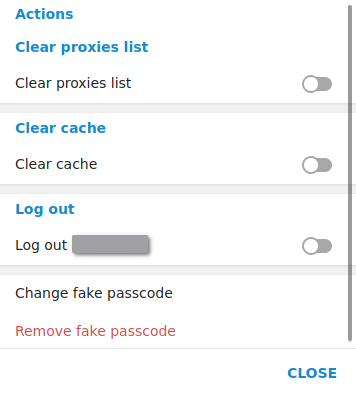 Actions
Clear proxies list
Clear proxies list
Clear cache
Clear cache
Log out
Log out
Change fake passcode
Remove fake passcode
CLOSE